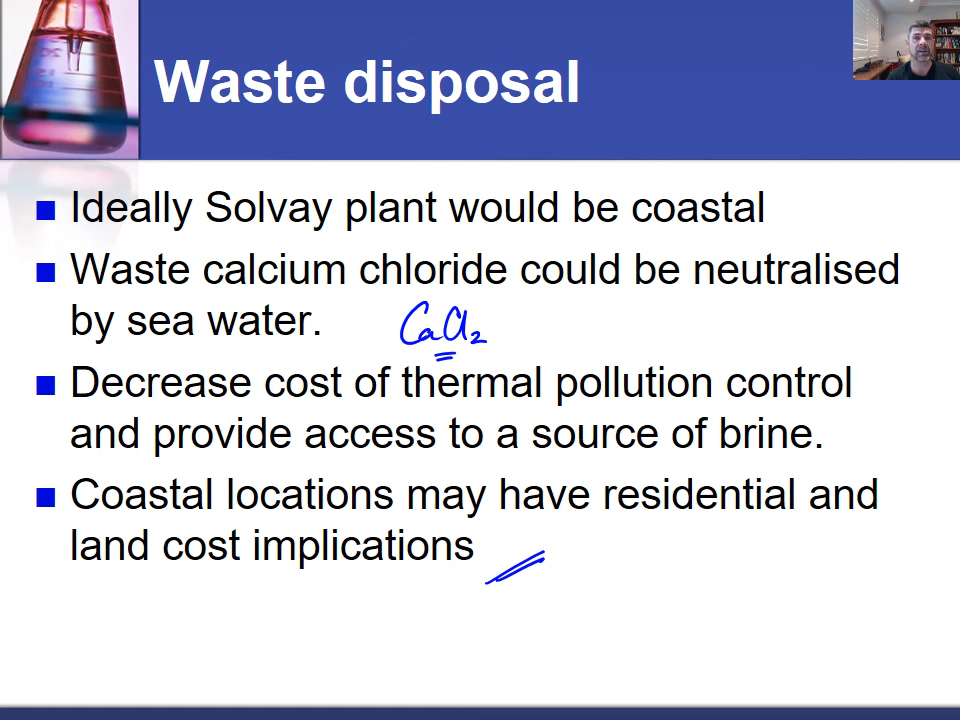 Waste disposal
Ideally Solvay plant would be coastal
Waste calcium chloride could be neutralised
by sea water.
CaCl2
Decrease cost of thermal pollution control
and provide access to a source of brine.
Coastal locations may have residential and
land cost implications